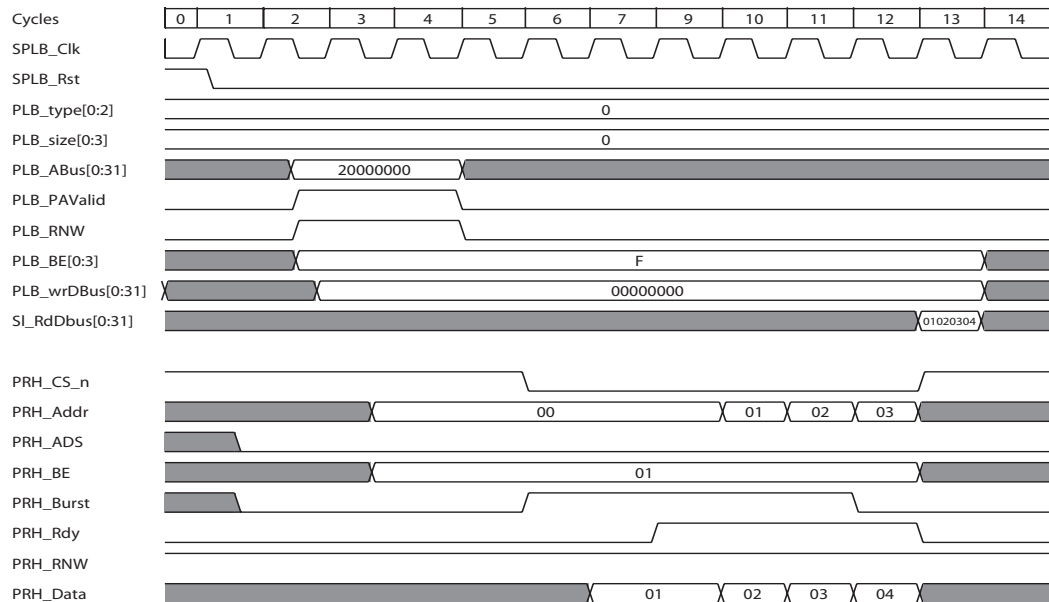 Cycles 0 1 2 3 4 5 6 7 9 10 11 12 13 14
SPLB_Clk
SPLB_Rst
PLB_type[0:2] 0
PLB_size[0:3] 0
PLB_ABus[0:31] 20000000
PLB_PAValid
PLB_RNW
PLB_BE[0:3] F
PLB_wrDBus[0:31] 00000000
Sl_RdDbus[0:31] 01020304
PRH_CS_n
PRH_Addr 00 01 02 03
PRH_ADS
PRH_BE 01
PRH_Burst
PRH_Rdy
PRH_RNW
PRH_Data 01 02 03 04